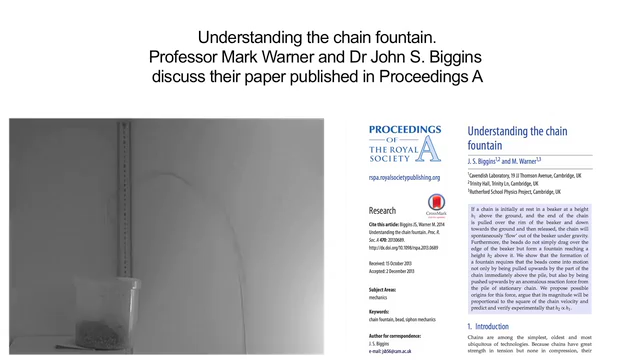 Understanding the chain fountain.
Professor Mark Warner and Dr John S. Biggins
discuss their paper published in Proceedings A
PROCEEDINGS
OF
THE ROYAL
SOCIETY
A
rspa.royalsocietypublishing.org
Research
CrossMark
Cite this article: Biggins JS, Warner M. 2014
Understanding the chain fountain. Proc. R.
Soc. A 470: 20130689.
http://dx.doi.org/10.1098/rspa.2013.0689
Received: 15 October 2013
Accepted: 2 December 2013
Subject Areas:
mechanics
Keywords:
chain fountain, bead, siphon mechanics
Author for correspondence:
J. S. Biggins
e-mail: jsb56@cam.ac.uk
Understanding the chain
fountain
J. S. Biggins1,2 and M. Warner1,3
1Cavendish Laboratory, 19 JJ Thomson Avenue, Cambridge, UK
2Trinity Hall, Trinity Ln, Cambridge, UK
3Rutherford School Physics Project, Cambridge, UK
If a chain is initially at rest in a beaker at a height
h1 above the ground, and the end of the chain
is pulled over the rim of the beaker and down
towards the ground and then released, the chain will
spontaneously ‘flow’ out of the beaker under gravity.
Furthermore, the beads do not simply drag over the
edge of the beaker but form a fountain reaching a
height h2 above it. We show that the formation of
a fountain requires that the beads come into motion
not only by being pulled upwards by the part of
the chain immediately above the pile, but also by being
pushed upwards by an anomalous reaction force from
the pile of stationary chain. We propose possible
origins for this force, argue that its magnitude will be
proportional to the square of the chain velocity and
predict and verify experimentally that h2 ∝ h1.
1. Introduction
Chains are among the simplest, oldest and most
ubiquitous of technologies. Because chains have great
strength in tension but none in compression, their